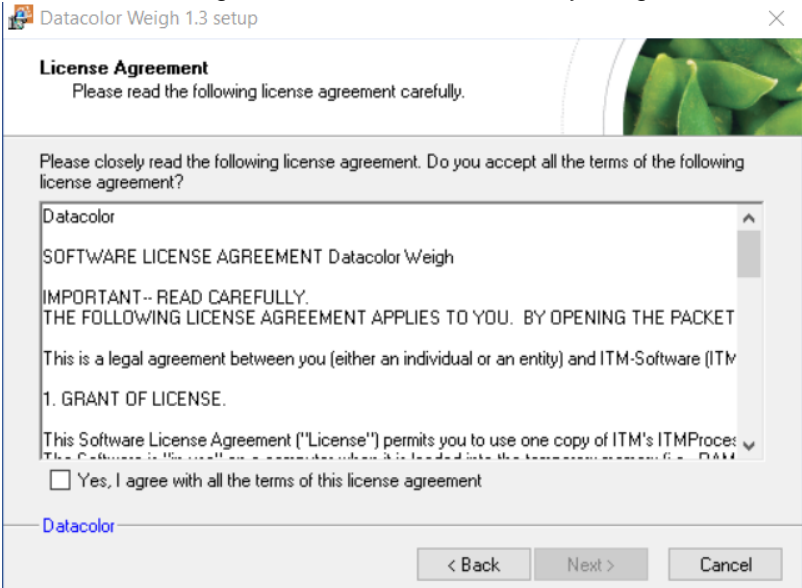 Datacolor Weigh 1.3 setup
License Agreement
Please read the following license agreement carefully.
Please closely read the following license agreement. Do you accept all the terms of the following
license agreement?
Datacolor
SOFTWARE LICENSE AGREEMENT Datacolor Weigh
IMPORTANT-- READ CAREFULLY.
THE FOLLOWING LICENSE AGREEMENT APPLIES TO YOU. BY OPENING THE PACKET
This is a legal agreement between you (either an individual or an entity) and ITM-Software (ITM
1. GRANT OF LICENSE.
This Software License Agreement ("License") permits you to use one copy of ITM's ITMProces
Yes, I agree with all the terms of this license agreement
Datacolor
< Back
Next >
Cancel